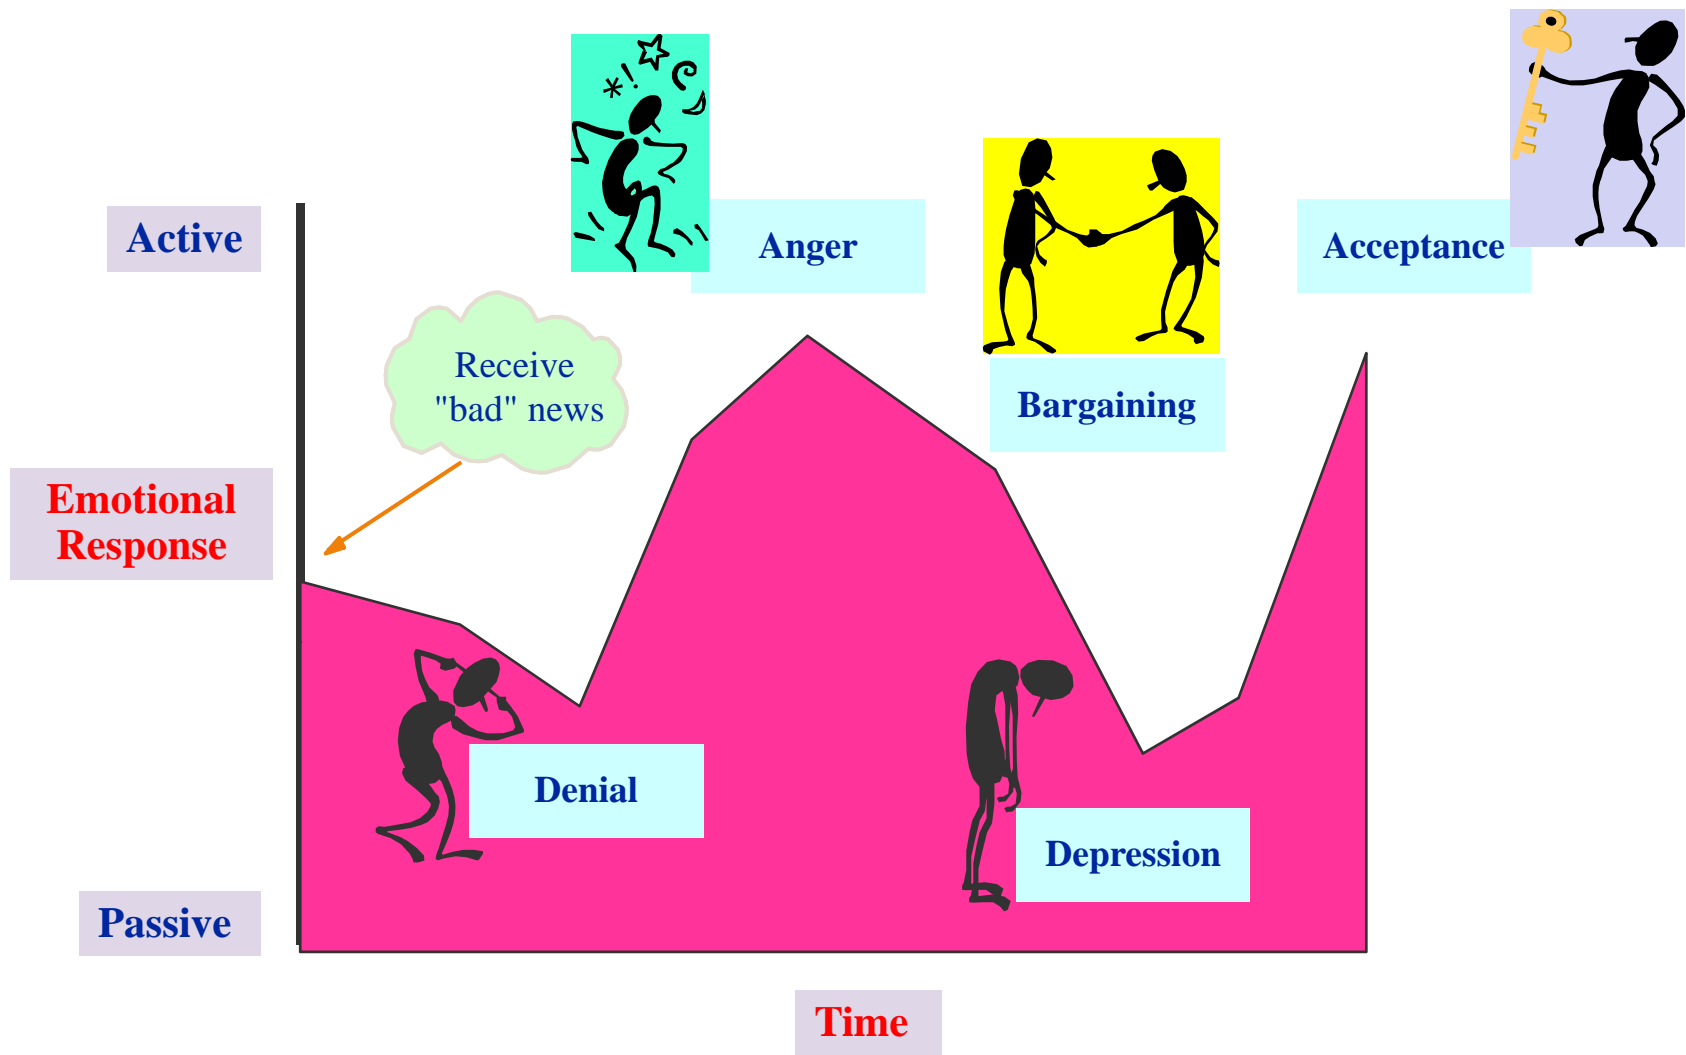 Active
Anger
Acceptance
Receive
"bad" news
Bargaining
Emotional
Response
Denial
Depression
Passive
Time